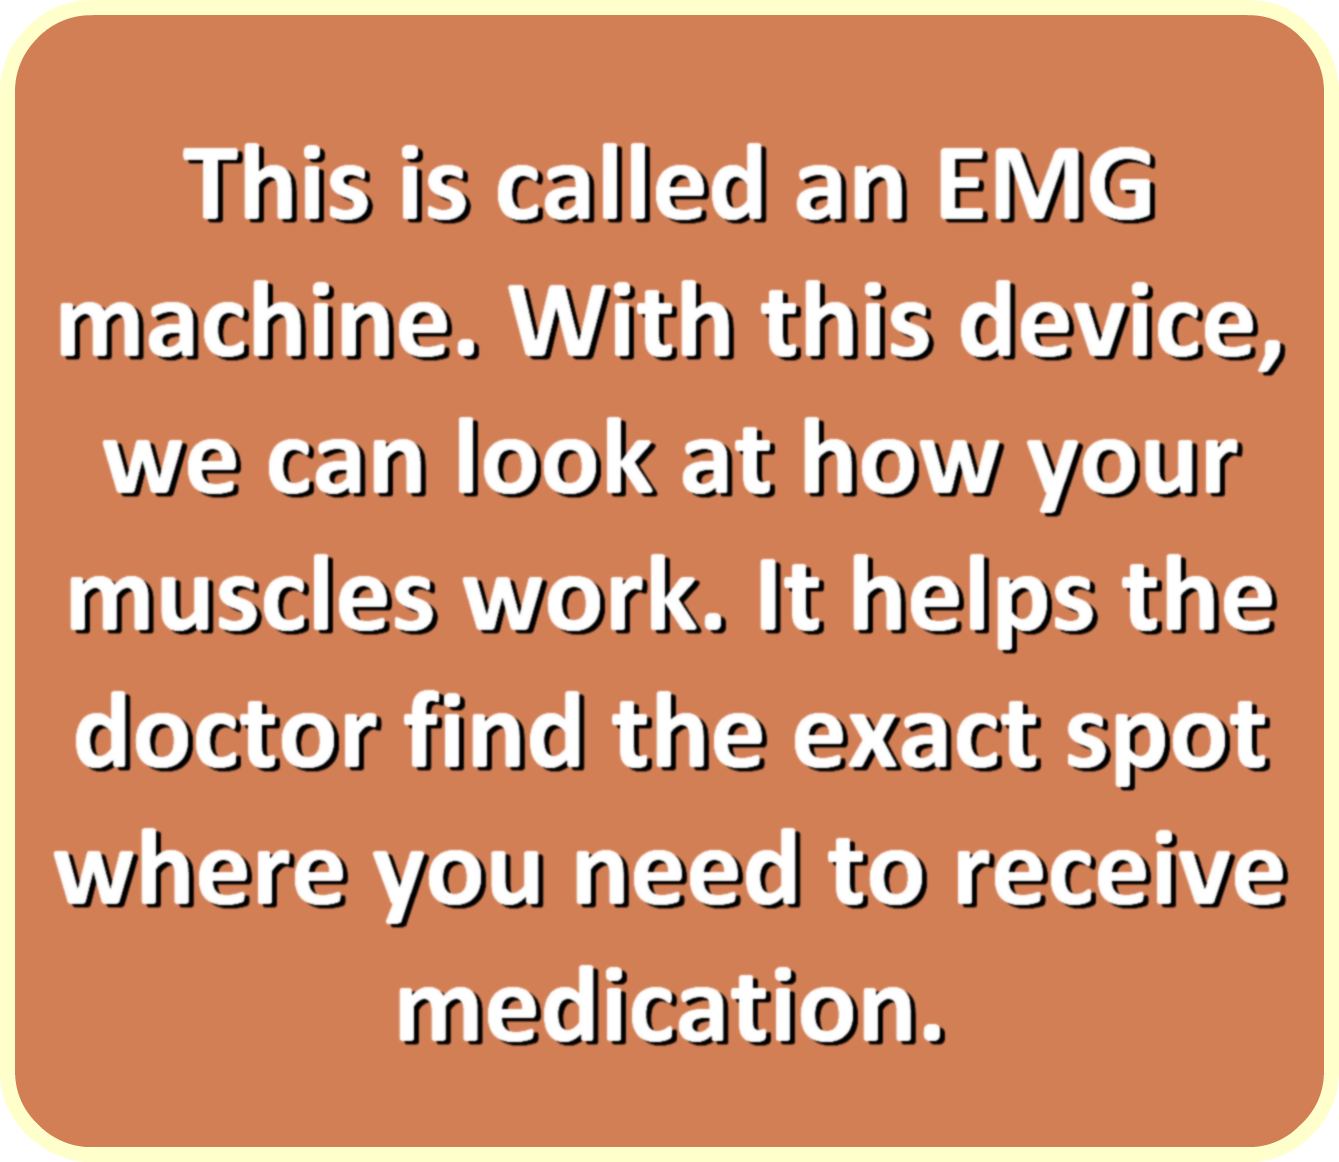 This is called an EMG
machine. With this device,
we can look at how your
muscles work. It helps the
doctor find the exact spot
where you need to receive
medication.